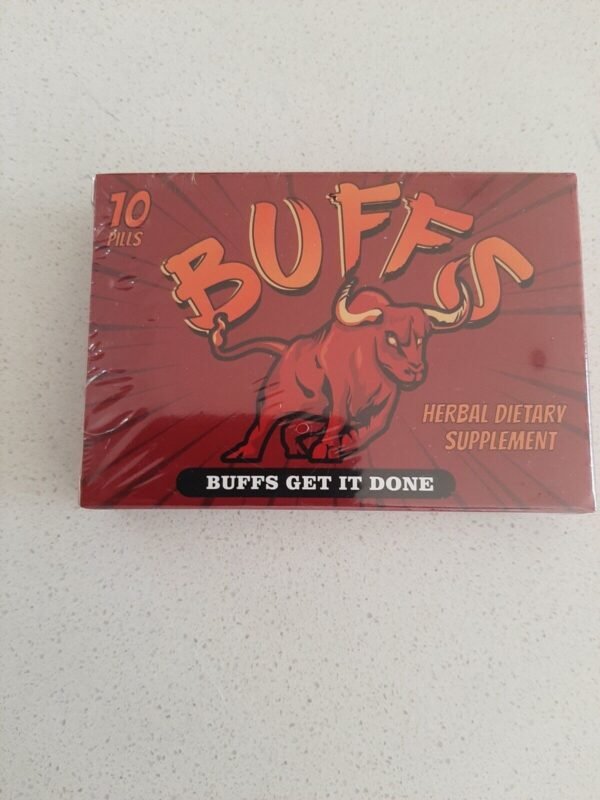 10
PILLS
BUFFS
HERBAL DIETARY
SUPPLEMENT
BUFFS GET IT DONE